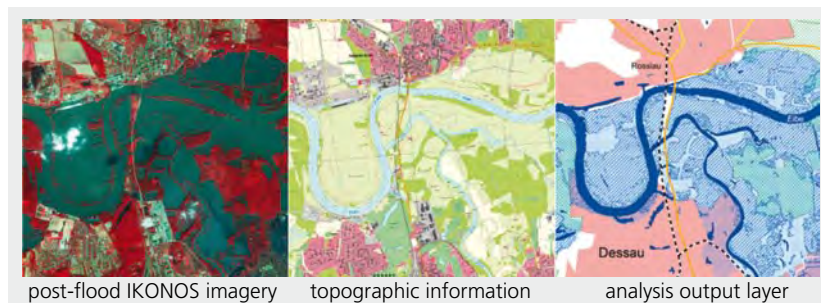 Rosslau
Elbe
Dessau
post-flood IKONOS imagery
topographic information
analysis output layer